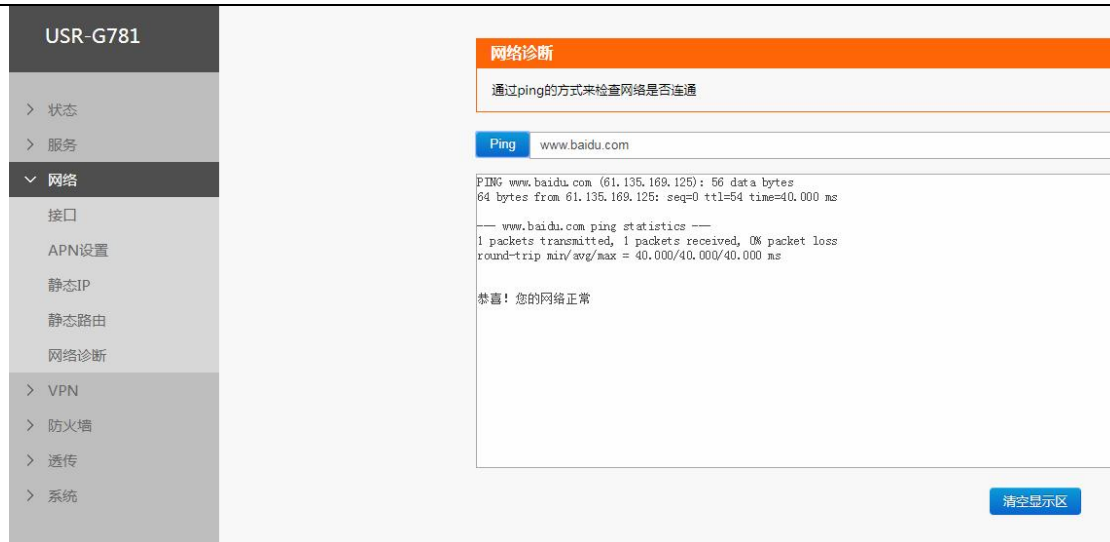 USR-G781
状态
服务
网络
接口
APN设置
静态IP
静态路由
网络诊断
VPN
防火墙
透传
系统
网络诊断
通过ping的方式来检查网络是否连通
Ping www.baidu.com
PING www.baidu.com (61.135.169.125): 56 data bytes
64 bytes from 61.135.169.125: seq=0 ttl=54 time=40.000 ms
--- www.baidu.com ping statistics ---
1 packets transmitted, 1 packets received, 0% packet loss
round-trip min/avg/max = 40.000/40.000/40.000 ms
恭喜! 您的网络正常
清空显示区